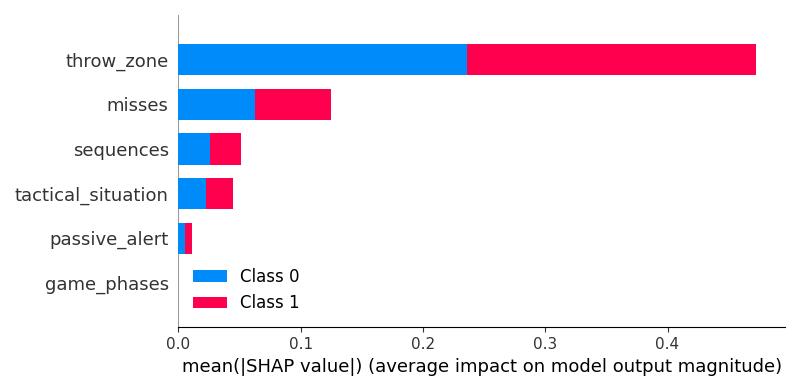 throw_zone
misses
sequences
tactical_situation
passive_alert
game_phases
Class 0
Class 1
0.0 0.1 0.2 0.3 0.4
mean(|SHAP value|) (average impact on model output magnitude)